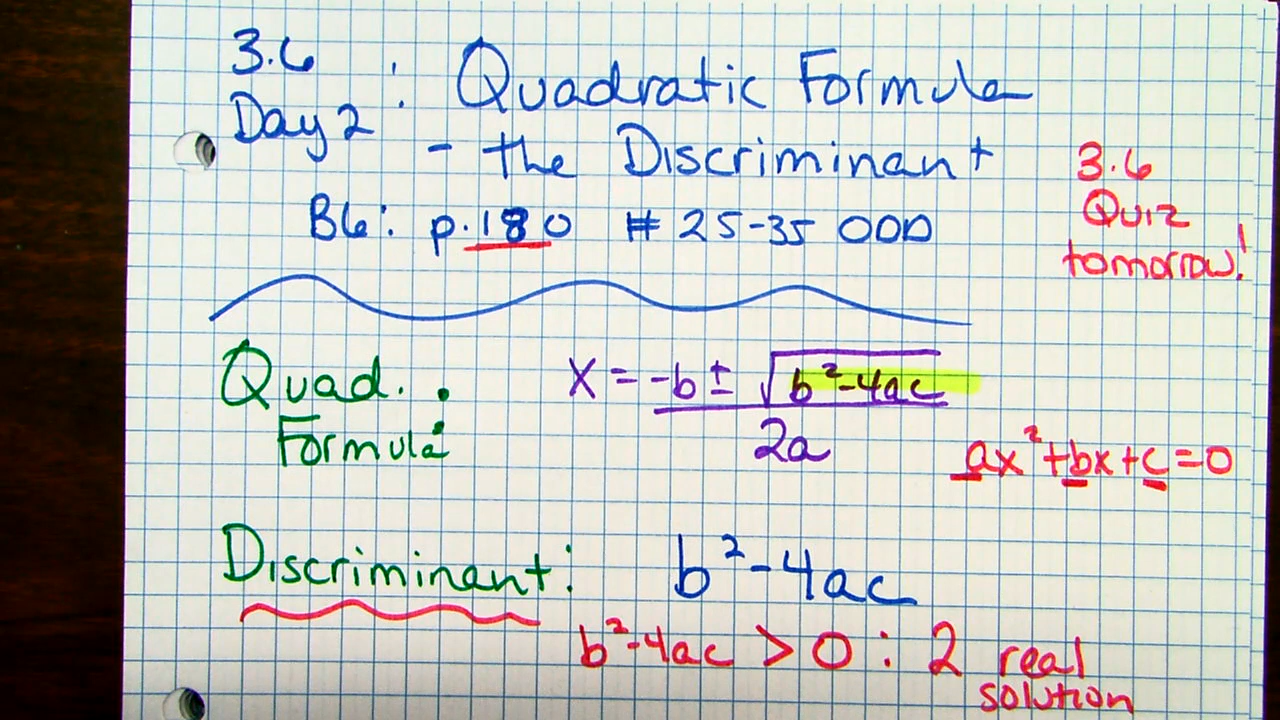 3.6
Day 2 : Quadratic Formula
- the Discriminant
B6: p.180 # 25-35 ODD
3.6
Quiz
tomorrow!
Quad. :
Formula
x = -b ± √(b²-4ac)
2a
ax²+bx+c=0
Discriminant: b²-4ac
b²-4ac > 0 : 2 real
solution